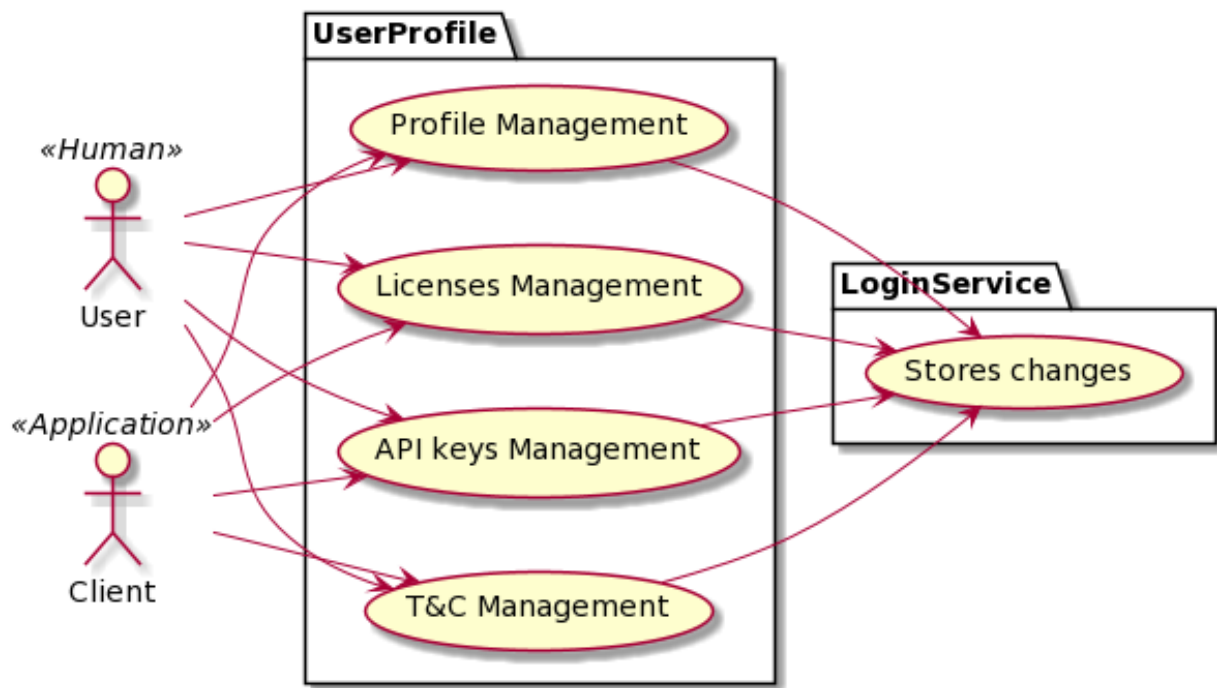 UserProfile
Profile Management
«Human»
User
Licenses Management
LoginService
Stores changes
«Application»
API keys Management
Client
T&C Management